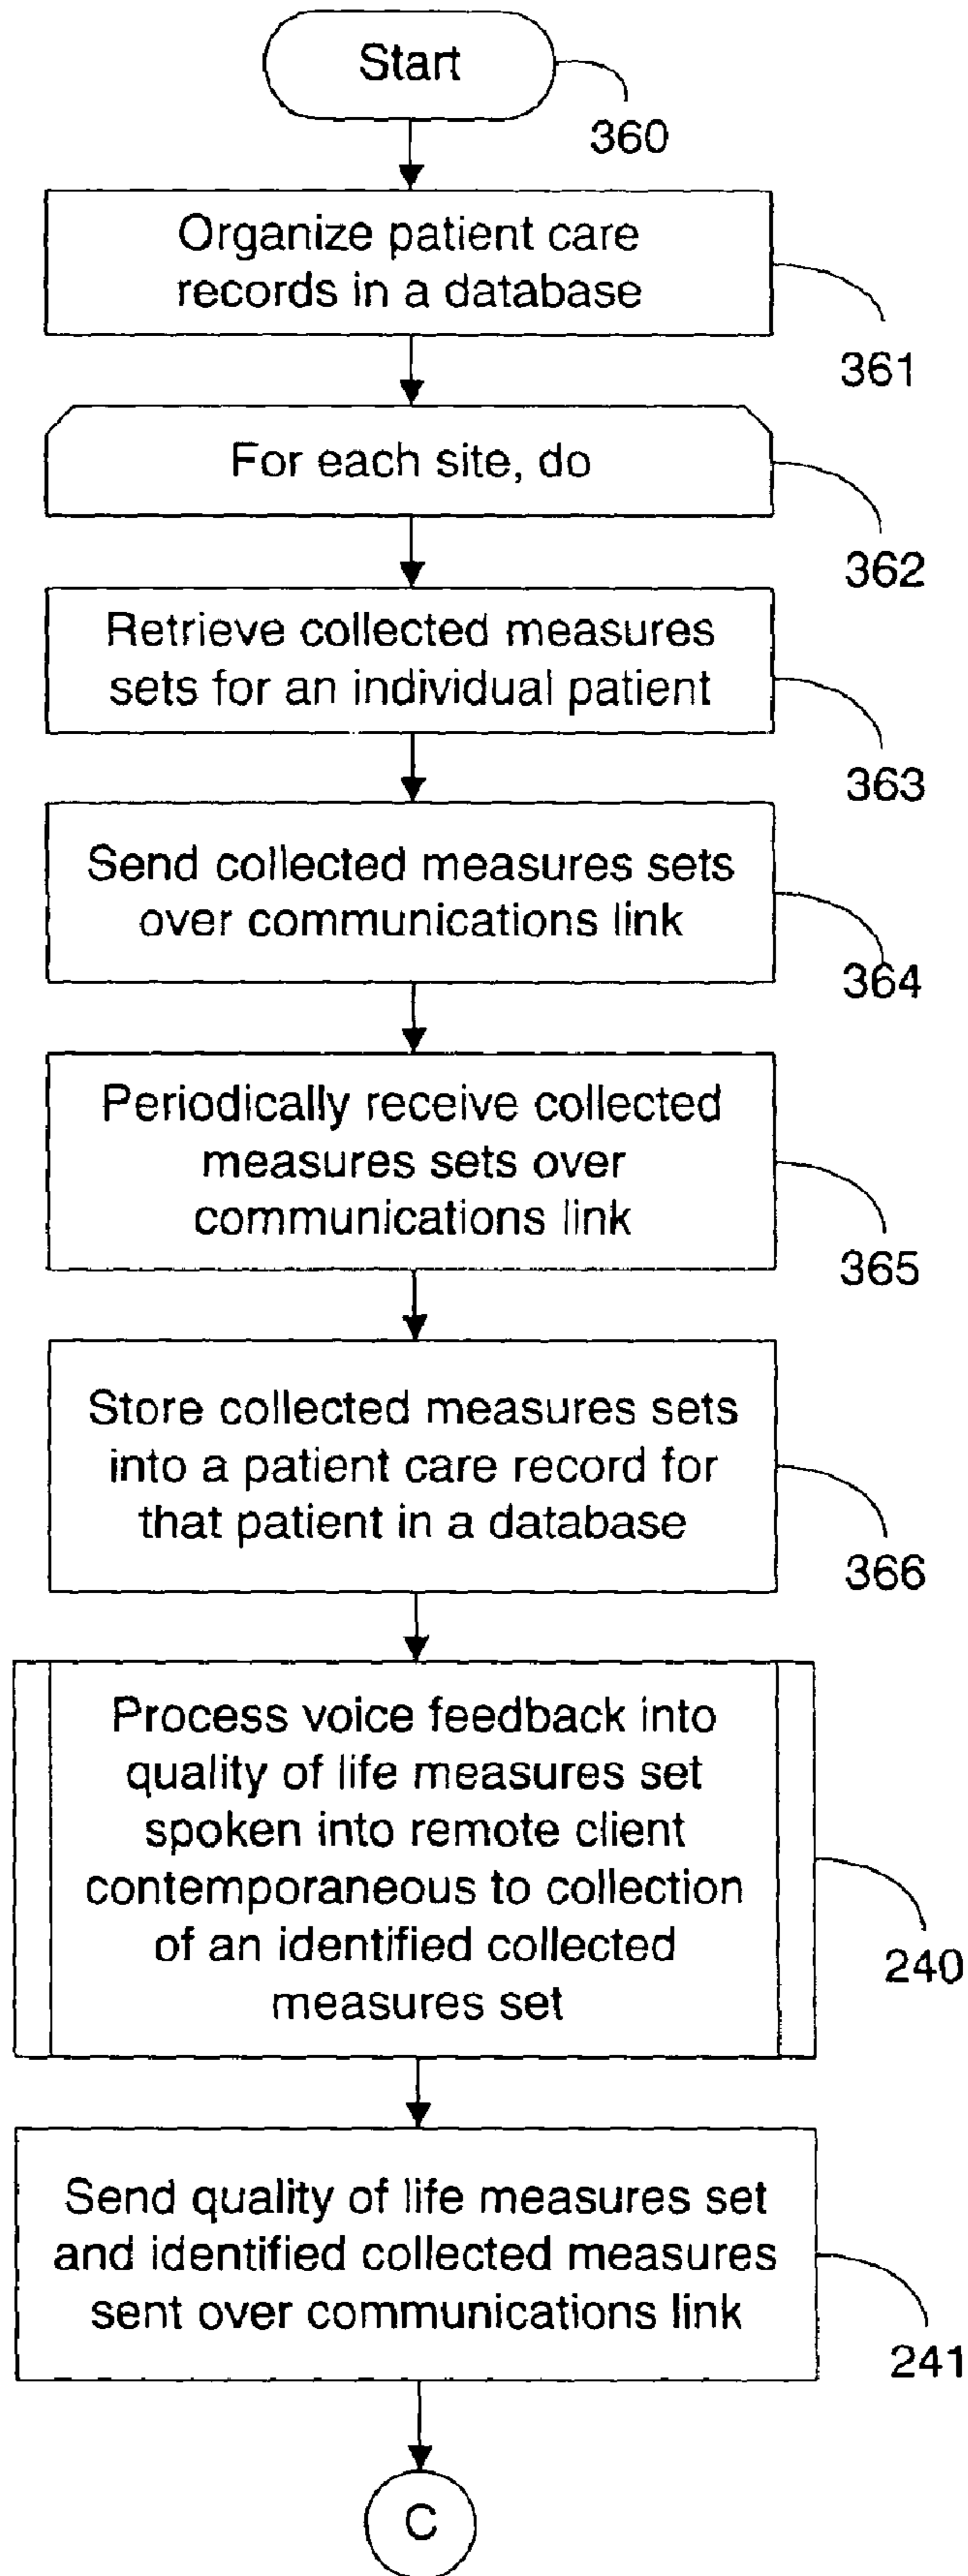 Start
360
Organize patient care
records in a database
361
For each site, do
362
Retrieve collected measures
sets for an individual patient
363
Send collected measures sets
over communications link
364
Periodically receive collected
measures sets over
communications link
365
Store collected measures sets
into a patient care record for
that patient in a database
366
Process voice feedback into
quality of life measures set
spoken into remote client
contemporaneous to collection
of an identified collected
measures set
240
Send quality of life measures set
and identified collected measures
sent over communications link
241
C